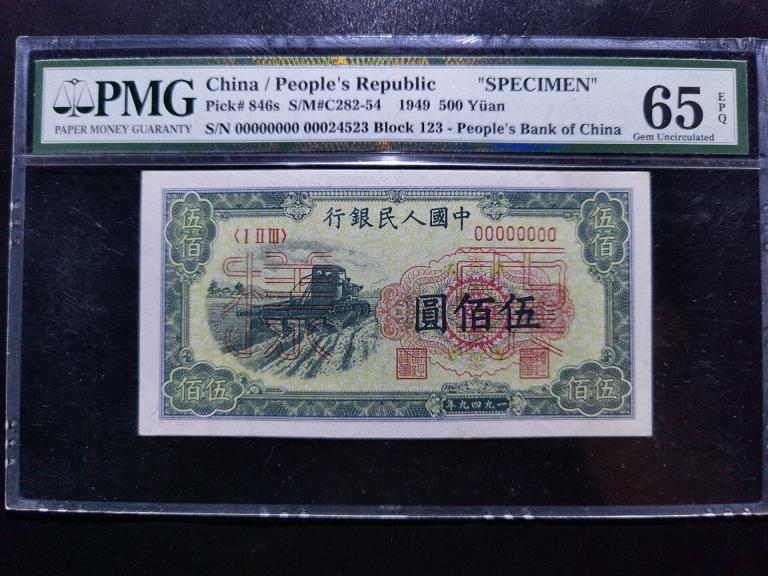 PMG
PAPER MONEY GUARANTY
China / People's Republic "SPECIMEN"
Pick# 846s S/M#C282-54 1949 500 Yüan
S/N 00000000 00024523 Block 123 - People's Bank of China
65 EPQ
Gem Uncirculated
行銀民人國中
〈I II III〉 00000000
伍佰
伍佰
樣 票
圓佰伍
佰伍
佰伍
年九四九一